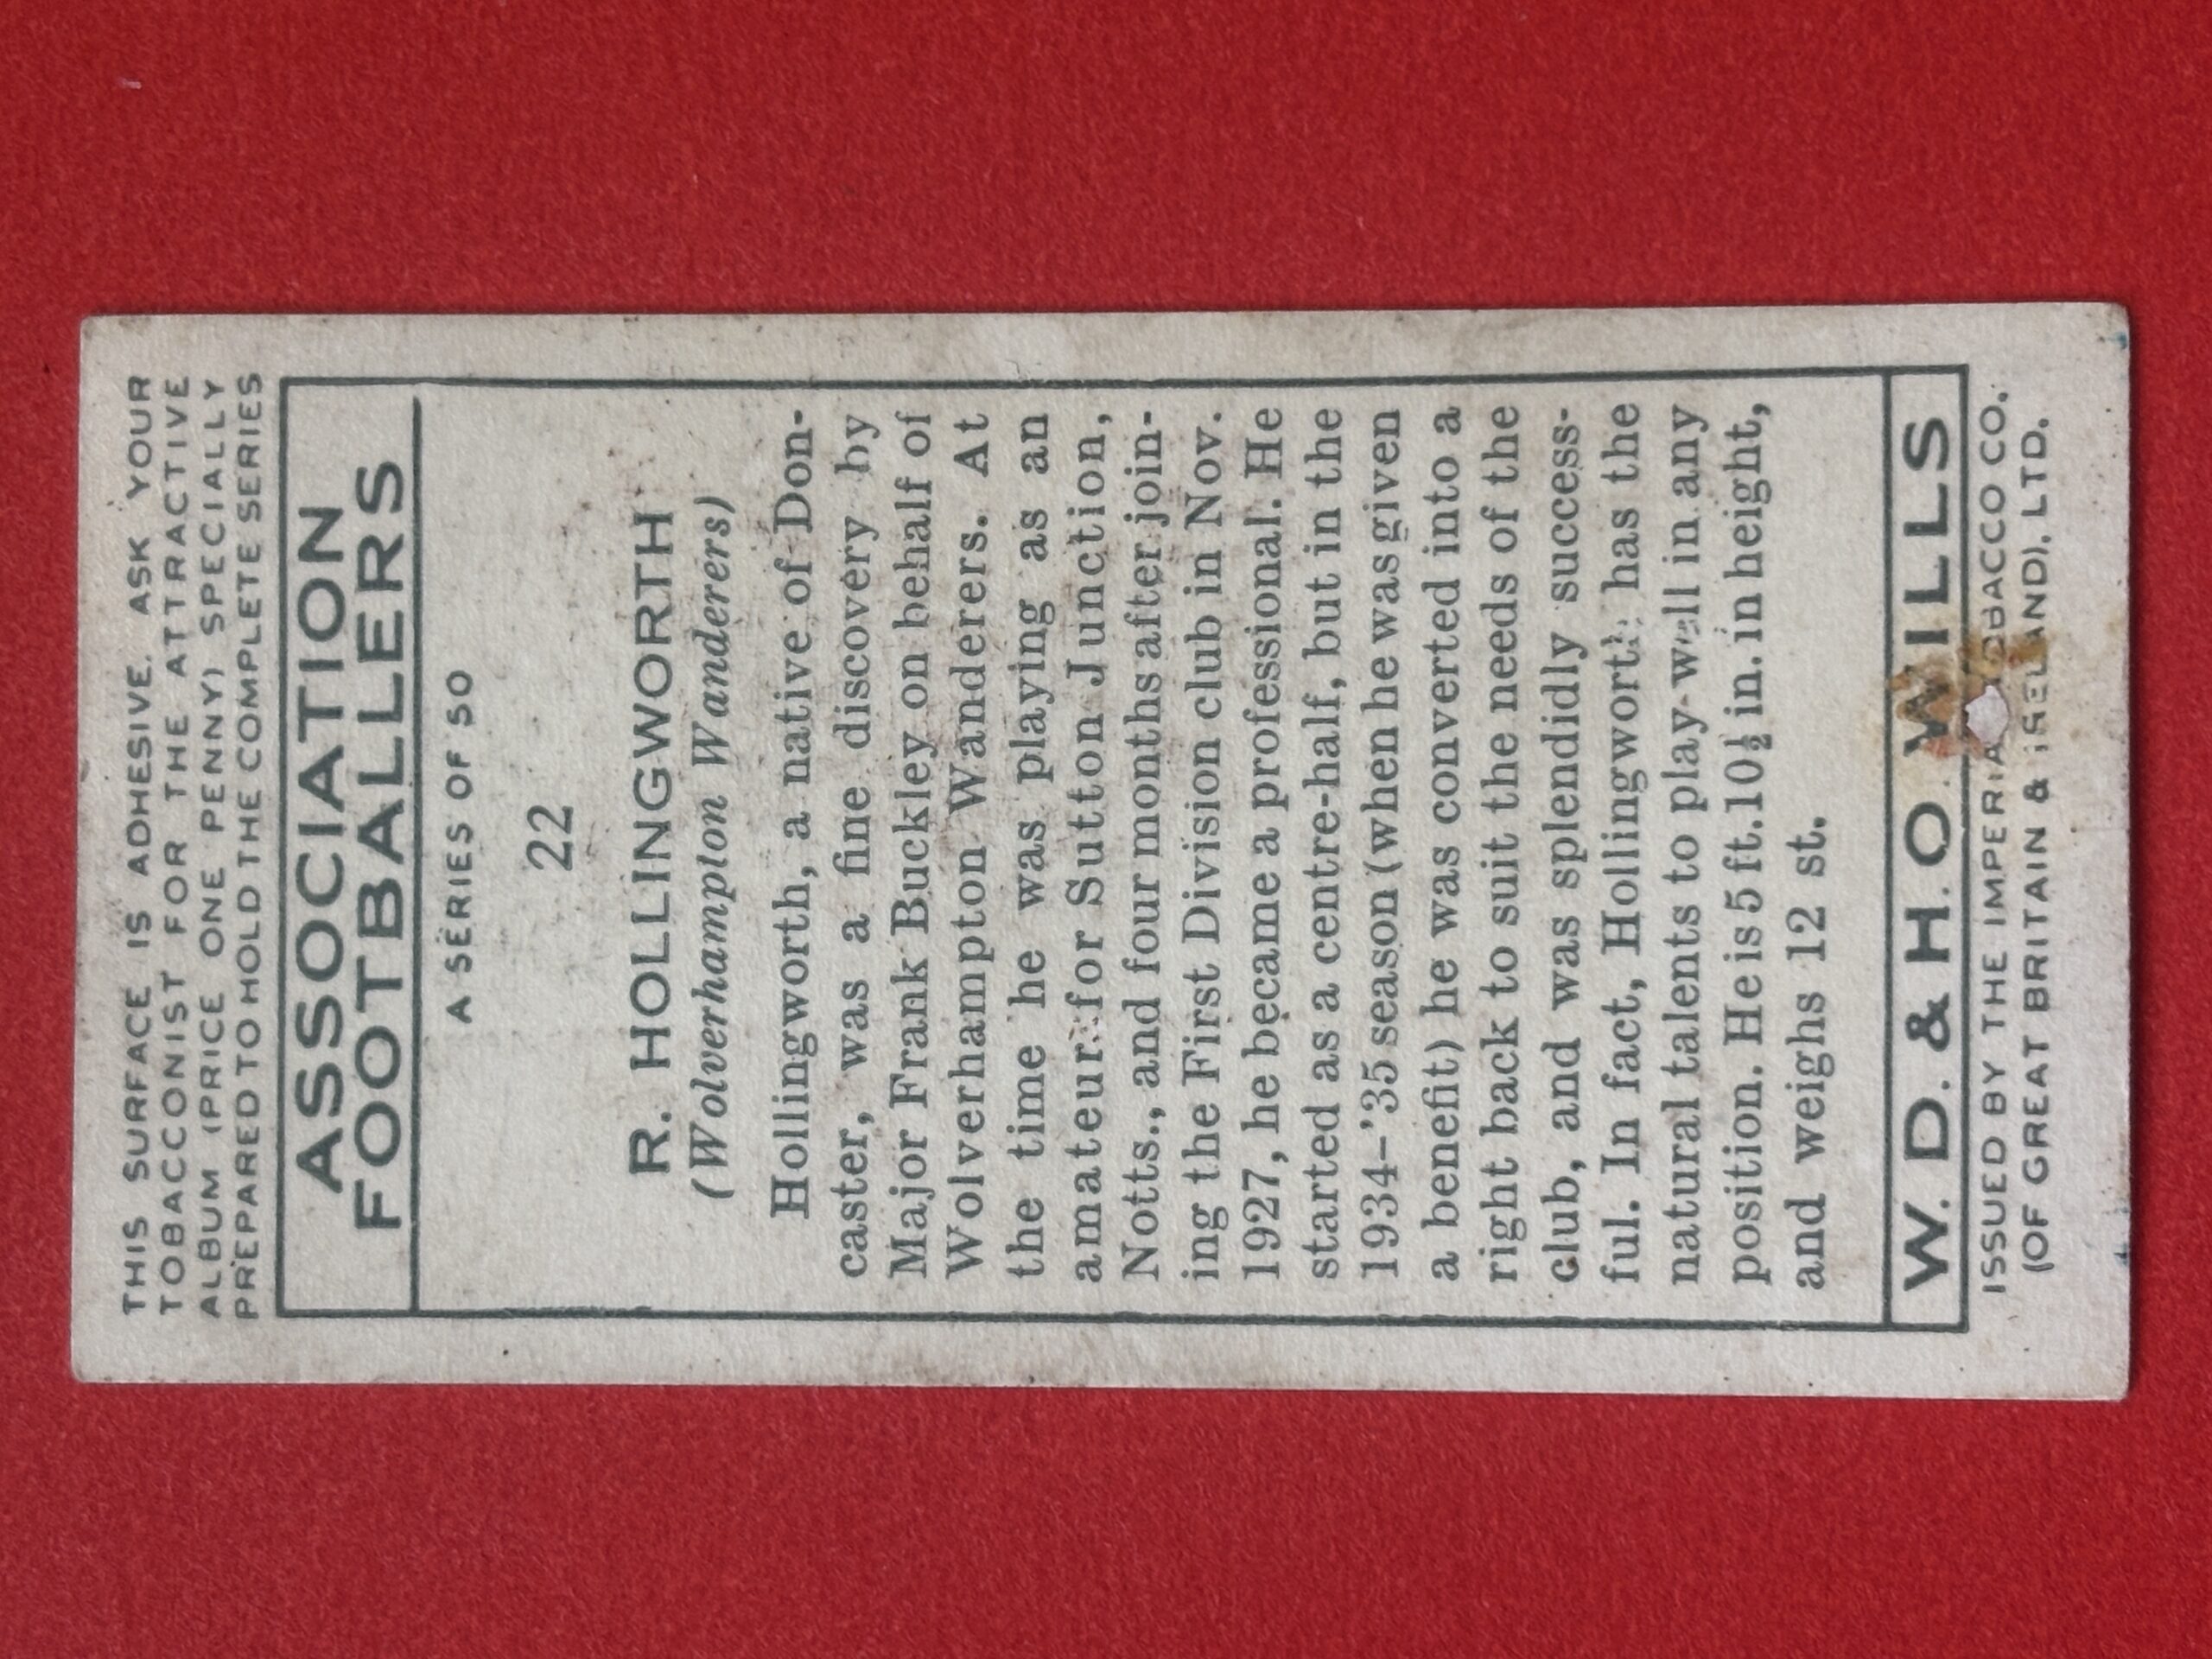 THIS SURFACE IS ADHESIVE. ASK YOUR
TOBACCONIST FOR THE ATTRACTIVE
ALBUM (PRICE ONE PENNY) SPECIALLY
PREPARED TO HOLD THE COMPLETE SERIES
ASSOCIATION
FOOTBALLERS
A SERIES OF 50
22
R. HOLLINGWORTH
(Wolverhampton Wanderers)
Hollingworth, a native of Don-
caster, was a fine discovery by
Major Frank Buckley on behalf of
Wolverhampton Wanderers. At
the time he was playing as an
amateur for Sutton Junction,
Notts., and four months after join-
ing the First Division club in Nov.
1927, he became a professional. He
started as a centre-half, but in the
1934–'35 season (when he was given
a benefit) he was converted into a
right back to suit the needs of the
club, and was splendidly success-
ful. In fact, Hollingworth has the
natural talents to play well in any
position. He is 5 ft. 10½ in. in height,
and weighs 12 st.
W. D. & H. O. WILLS
ISSUED BY THE IMPERIAL TOBACCO CO.
(OF GREAT BRITAIN & IRELAND), LTD.